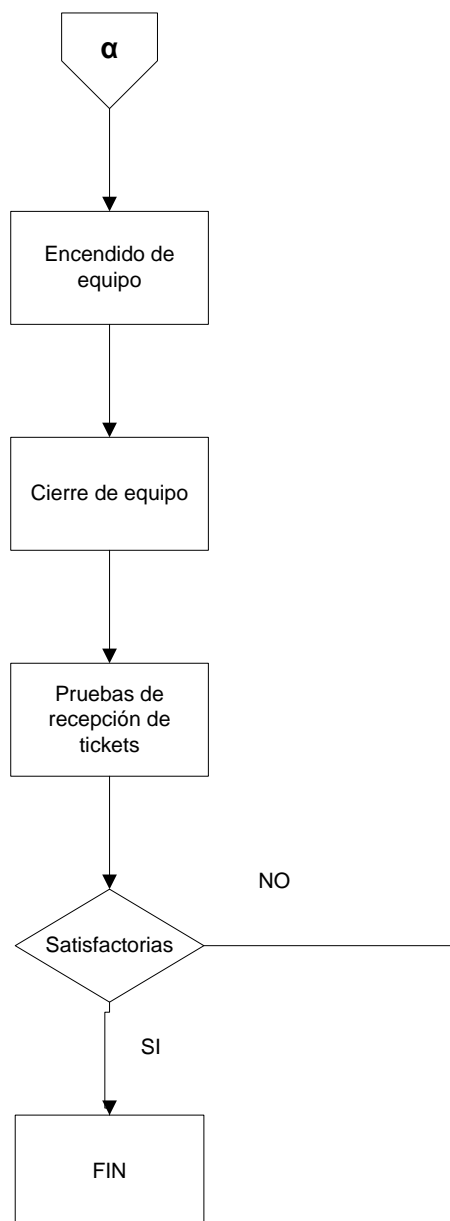 α
Encendido de
equipo
Cierre de equipo
Pruebas de
recepción de
tickets
NO
Satisfactorias
SI
FIN